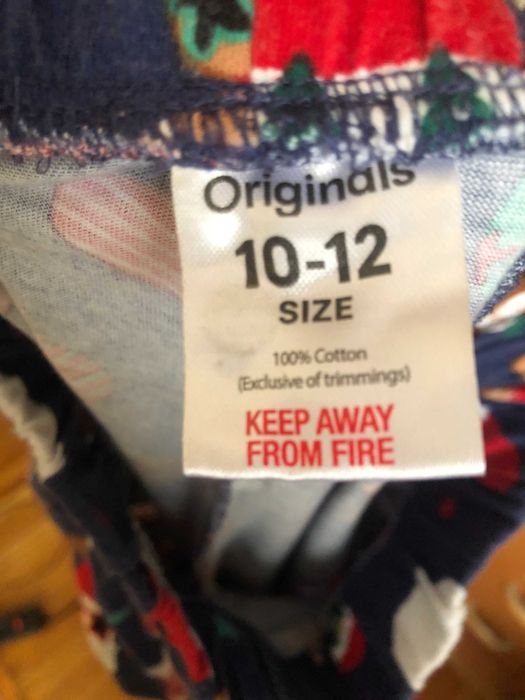 Originals
10-12
SIZE
100% Cotton
(Exclusive of trimmings)
KEEP AWAY
FROM FIRE